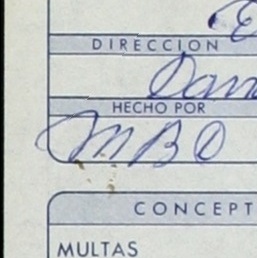 DIRECCION
HECHO POR
MBO
CONCEPT
MULTAS